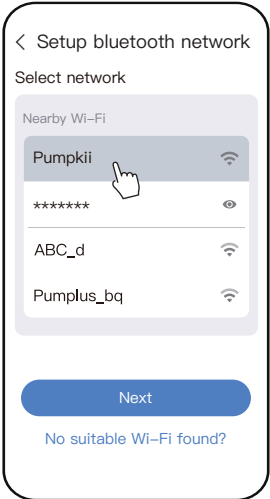 Setup bluetooth network
Select network
Nearby Wi-Fi
Pumpkii
*******
ABC_d
Pumplus_bq
Next
No suitable Wi-Fi found?